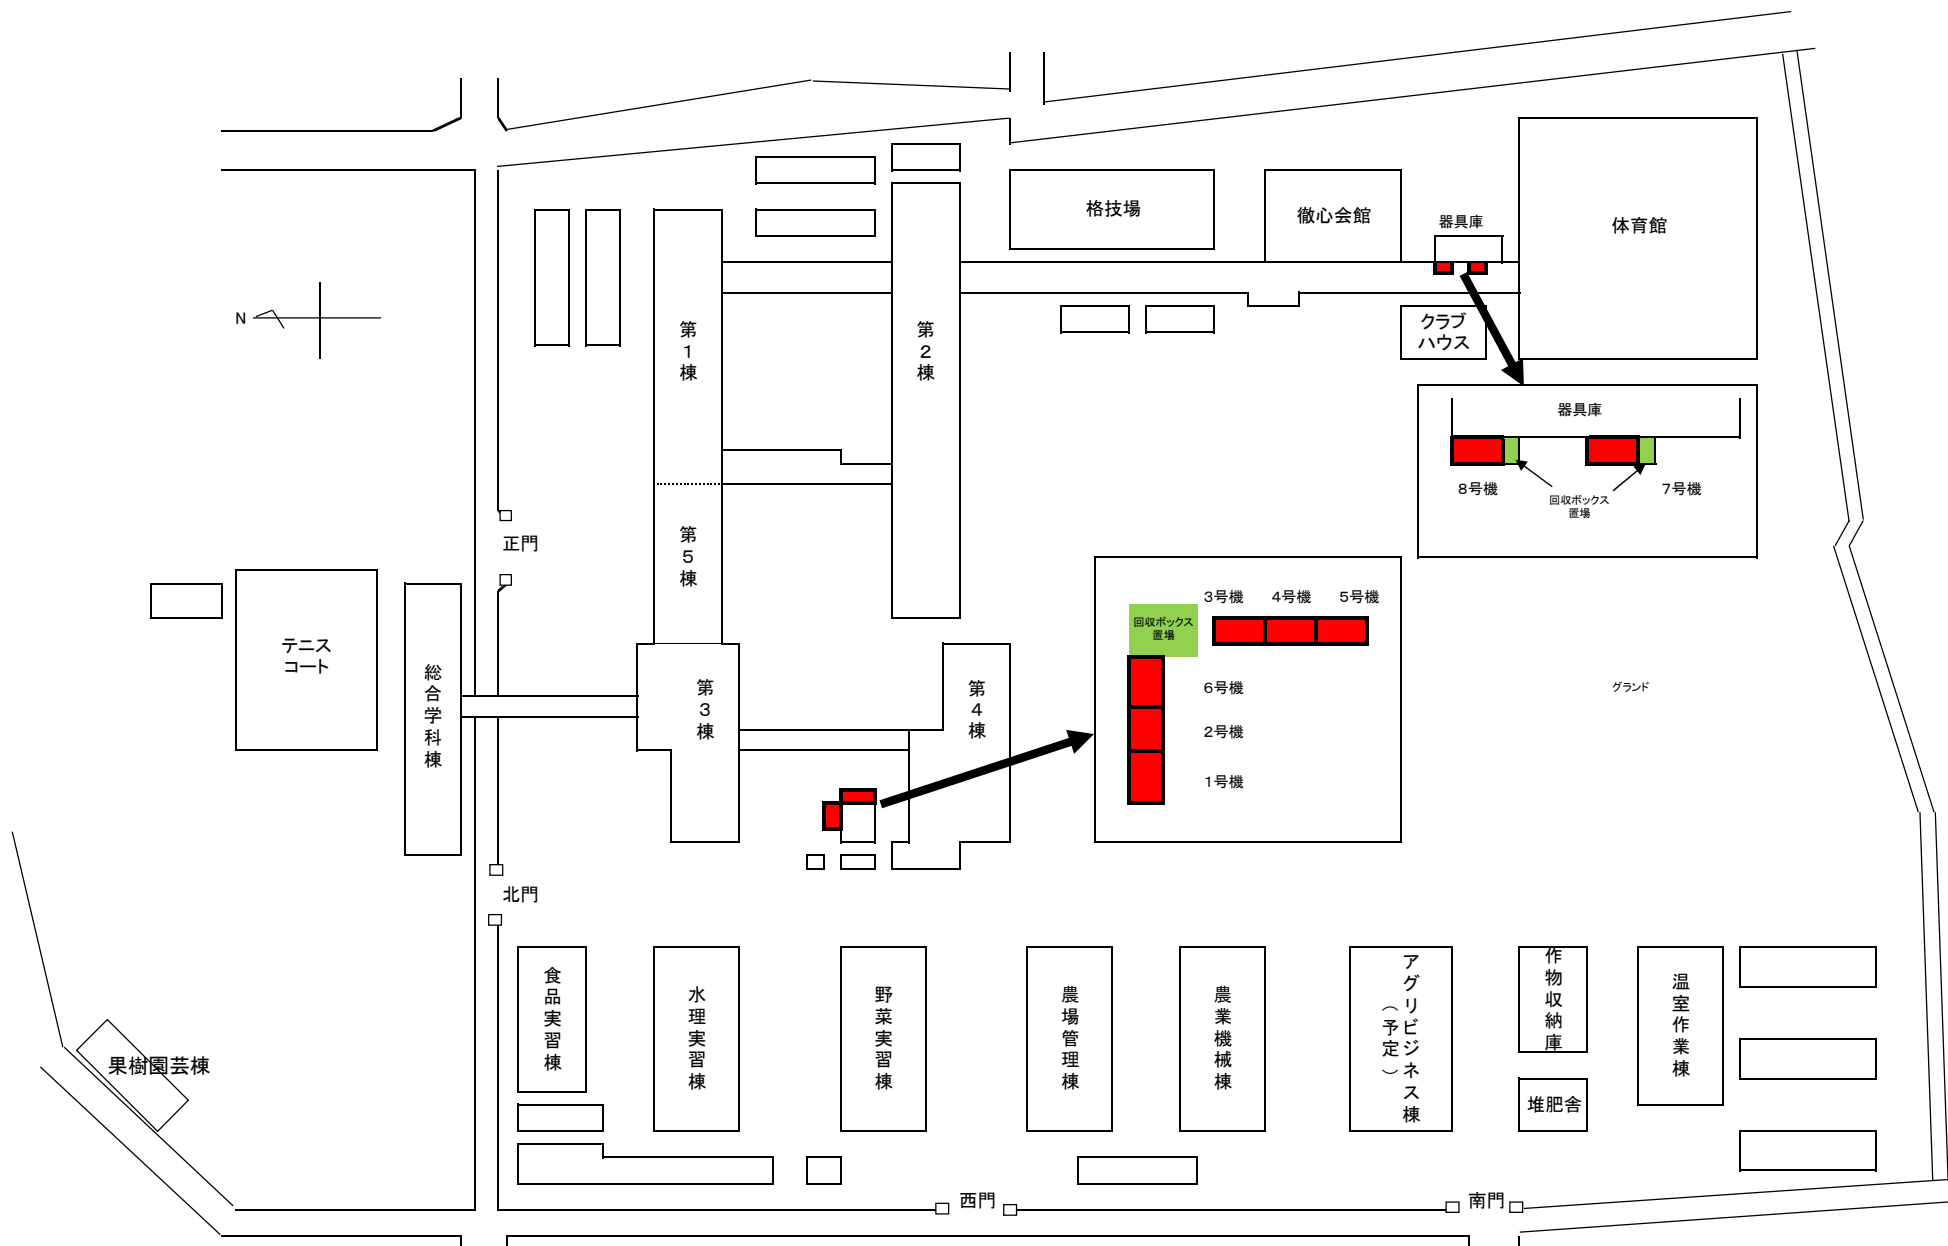 格技場
徹心会館
器具庫
体育館
N
第1棟
第2棟
クラブ
ハウス
器具庫
8号機
回収ボックス
置場
7号機
正門
第5棟
3号機
4号機
5号機
回収ボックス
置場
テニス
コート
総合学科棟
第3棟
第4棟
6号機
2号機
1号機
グランド
北門
食品実習棟
水理実習棟
野菜実習棟
農場管理棟
農業機械棟
アグリビジネス棟
(予定)
作物収納庫
温室作業棟
果樹園芸棟
堆肥舎
西門
南門